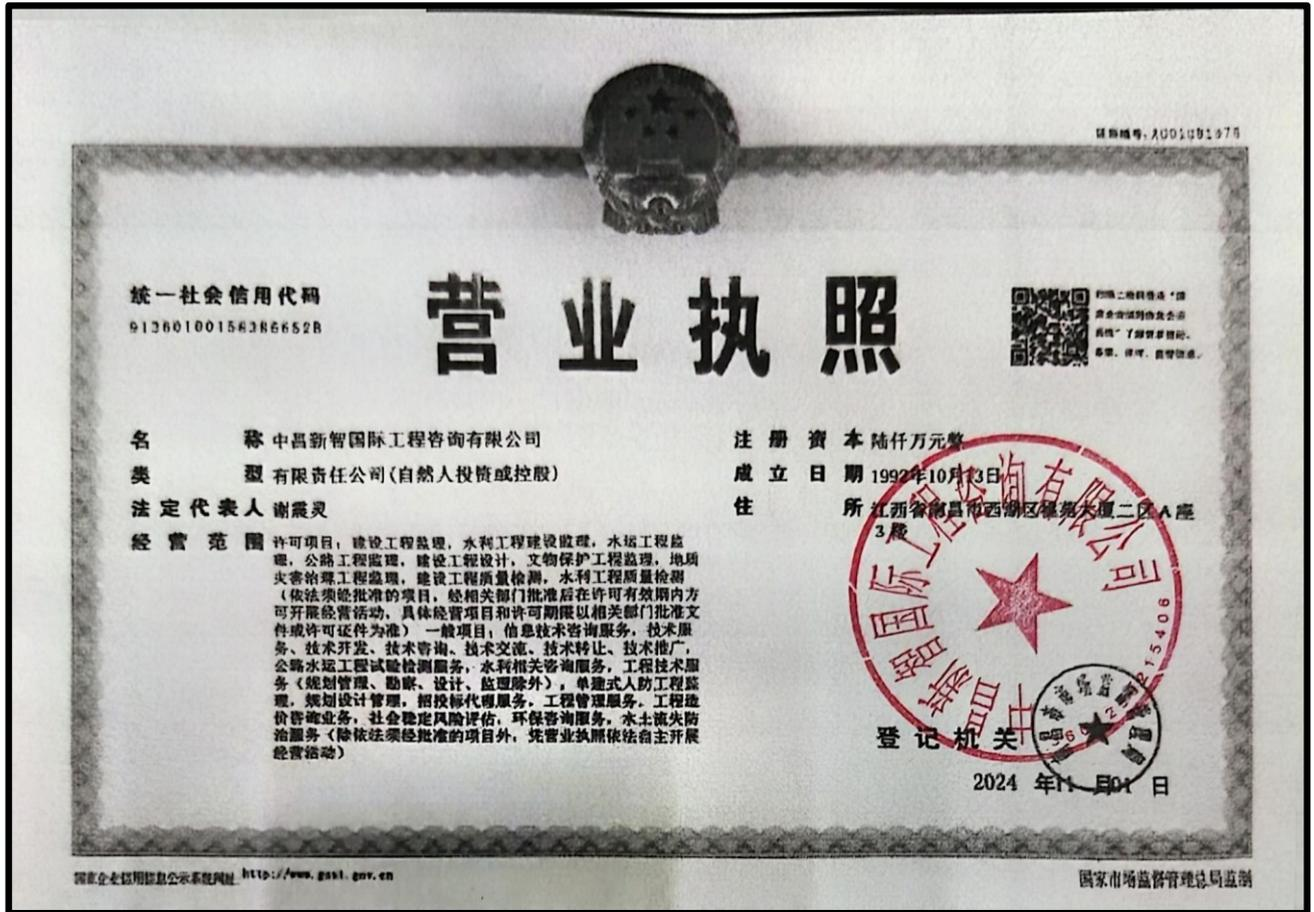 统一社会信用代码
营业执照
名称 中昌新智国际工程咨询有限公司
类型 有限责任公司(自然人投资或控股)
法定代表人 谢震灵
经营范围 许可项目：建设工程监理，水利工程建设监理，水运工程监
理，公路工程监理，建设工程设计，文物保护工程监理，地质
灾害治理工程监理，建设工程质量检测，水利工程质量检测
（依法须经批准的项目，经相关部门批准后在许可有效期内方
可开展经营活动，具体经营项目和许可期限以相关部门批准文
件或许可证件为准）一般项目：信息技术咨询服务，技术服
务、技术开发、技术咨询、技术交流、技术转让、技术推广，
公路水运工程试验检测服务，水利相关咨询服务，工程技术服
务（规划管理、勘察、设计、监理除外），单建式人防工程监
理，规划设计管理，招投标代理服务，工程管理服务，工程造
价咨询业务，社会稳定风险评估，环保咨询服务，水土流失防
治服务（除依法须经批准的项目外，凭营业执照依法自主开展
经营活动）
注册资本 陆仟万元整
成立日期 1992年10月13日
住所 江西省南昌市西湖区
大厦二区A座
3楼
中昌新智国际工程咨询有限公司
登记机关
2024 年11 月01 日
国家企业信用信息公示系统网址 http://www.gsxt.gov.cn
国家市场监督管理总局监制